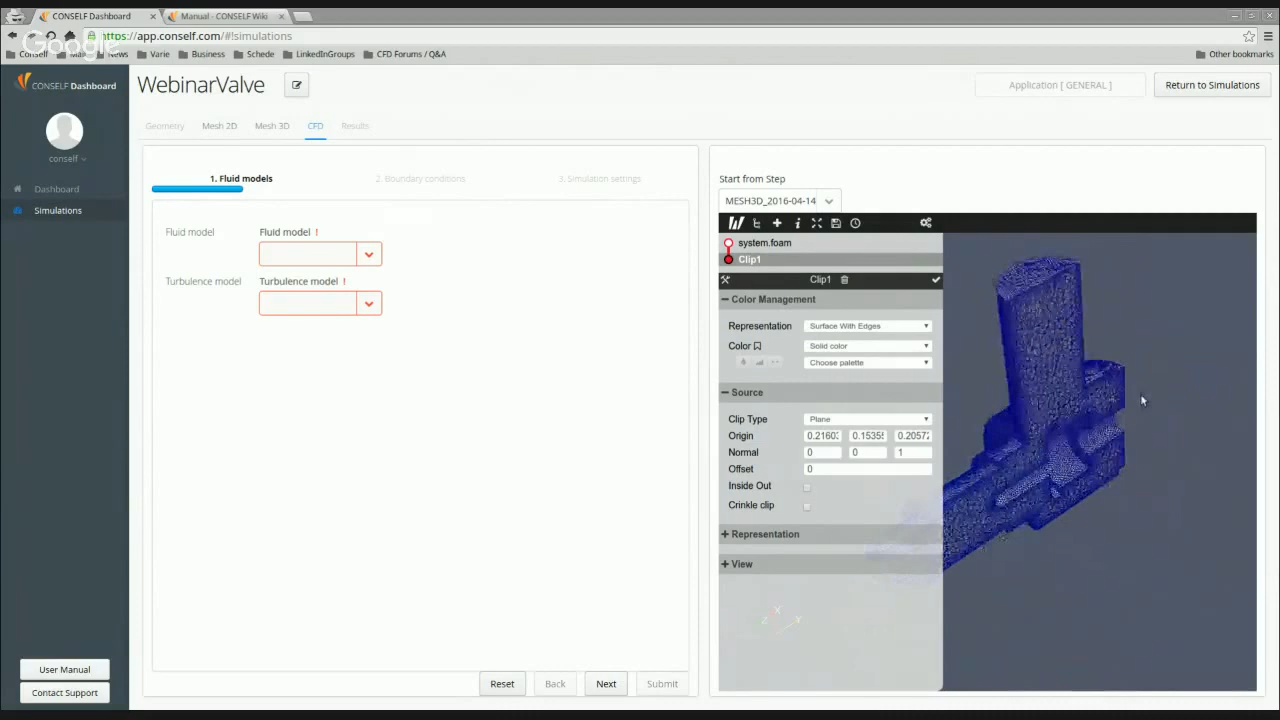 CONSELF Dashboard
Manual - CONSELF Wiki
https://app.conself.com/#!simulations
Google
Conself
News
Varie
Business
Schede
LinkedInGroups
CFD Forums / Q&A
Other bookmarks
CONSELF Dashboard
WebinarValve
Application [ GENERAL ]
Return to Simulations
conself
Dashboard
Simulations
Geometry
Mesh 2D
Mesh 3D
CFD
Results
1. Fluid models
2. Boundary conditions
3. Simulation settings
Fluid model
Fluid model !
Turbulence model
Turbulence model !
Start from Step
MESH3D_2016-04-14
system.foam
Clip1
Clip1
Color Management
Representation
Surface With Edges
Color
Solid color
Choose palette
Source
Clip Type
Plane
Origin
0.2160
0.1535
0.2057
Normal
0
0
1
Offset
0
Inside Out
Crinkle clip
Representation
View
X
Z
Y
User Manual
Contact Support
Reset
Back
Next
Submit